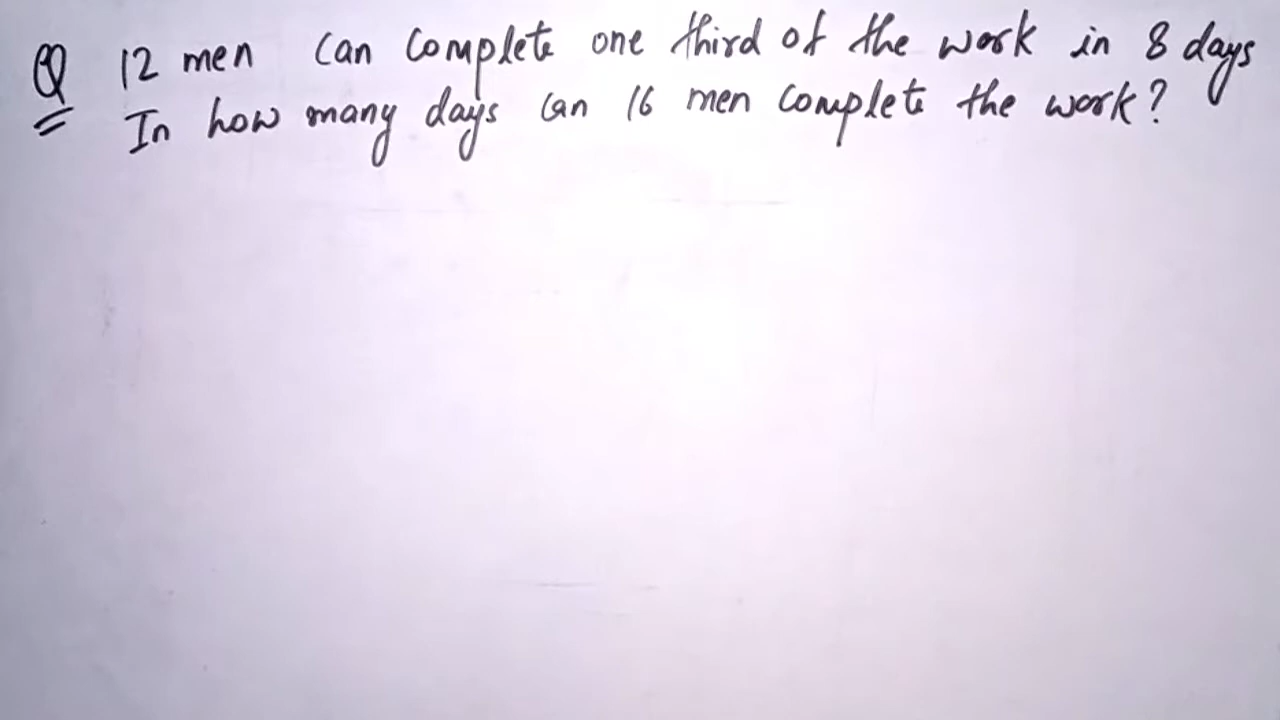 Q 12 men can complete one third of the work in 8 days
In how many days can 16 men complete the work?